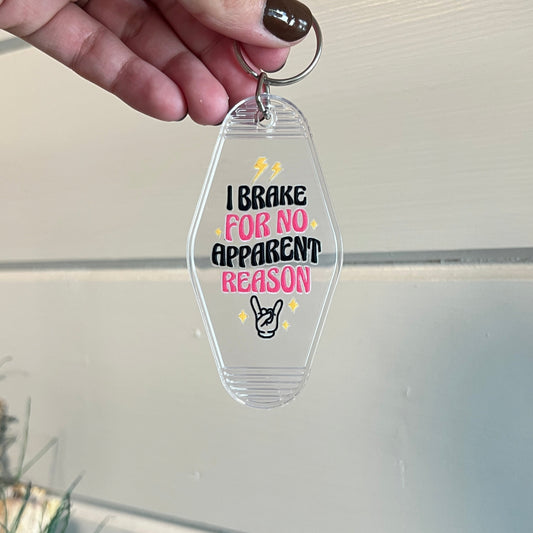 I BRAKE
FOR NO
APPARENT
REASON